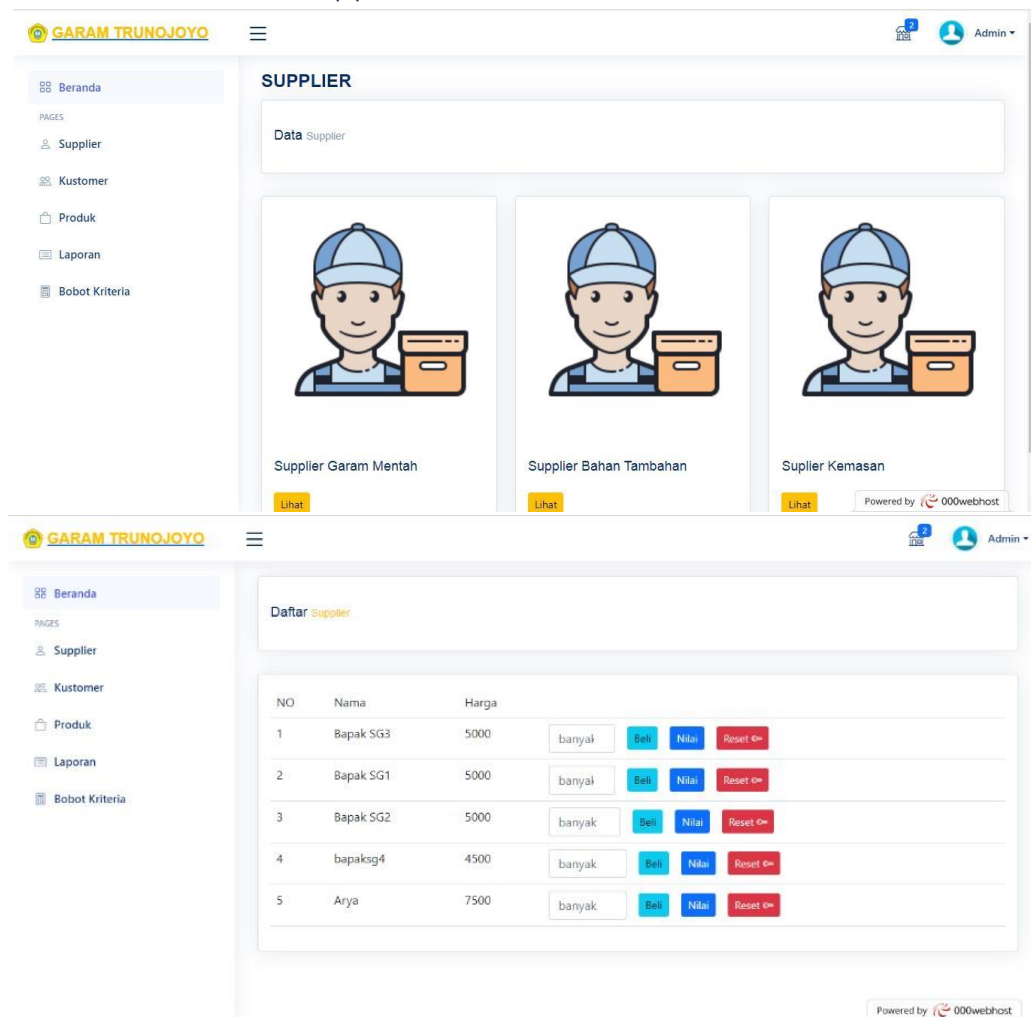 GARAM TRUNOJOYO
2
Admin
Beranda
PAGES
Supplier
Kustomer
Produk
Laporan
Bobot Kriteria
SUPPLIER
Data Supplier
Supplier Garam Mentah
Lihat
Supplier Bahan Tambahan
Lihat
Suplier Kemasan
Lihat
Powered by 000webhost
GARAM TRUNOJOYO
2
Admin
Beranda
PAGES
Supplier
Kustomer
Produk
Laporan
Bobot Kriteria
Daftar Supplier
NO Nama Harga
1 Bapak SG3 5000 banyak Beli Nilai Reset
2 Bapak SG1 5000 banyak Beli Nilai Reset
3 Bapak SG2 5000 banyak Beli Nilai Reset
4 bapaksg4 4500 banyak Beli Nilai Reset
5 Arya 7500 banyak Beli Nilai Reset
Powered by 000webhost